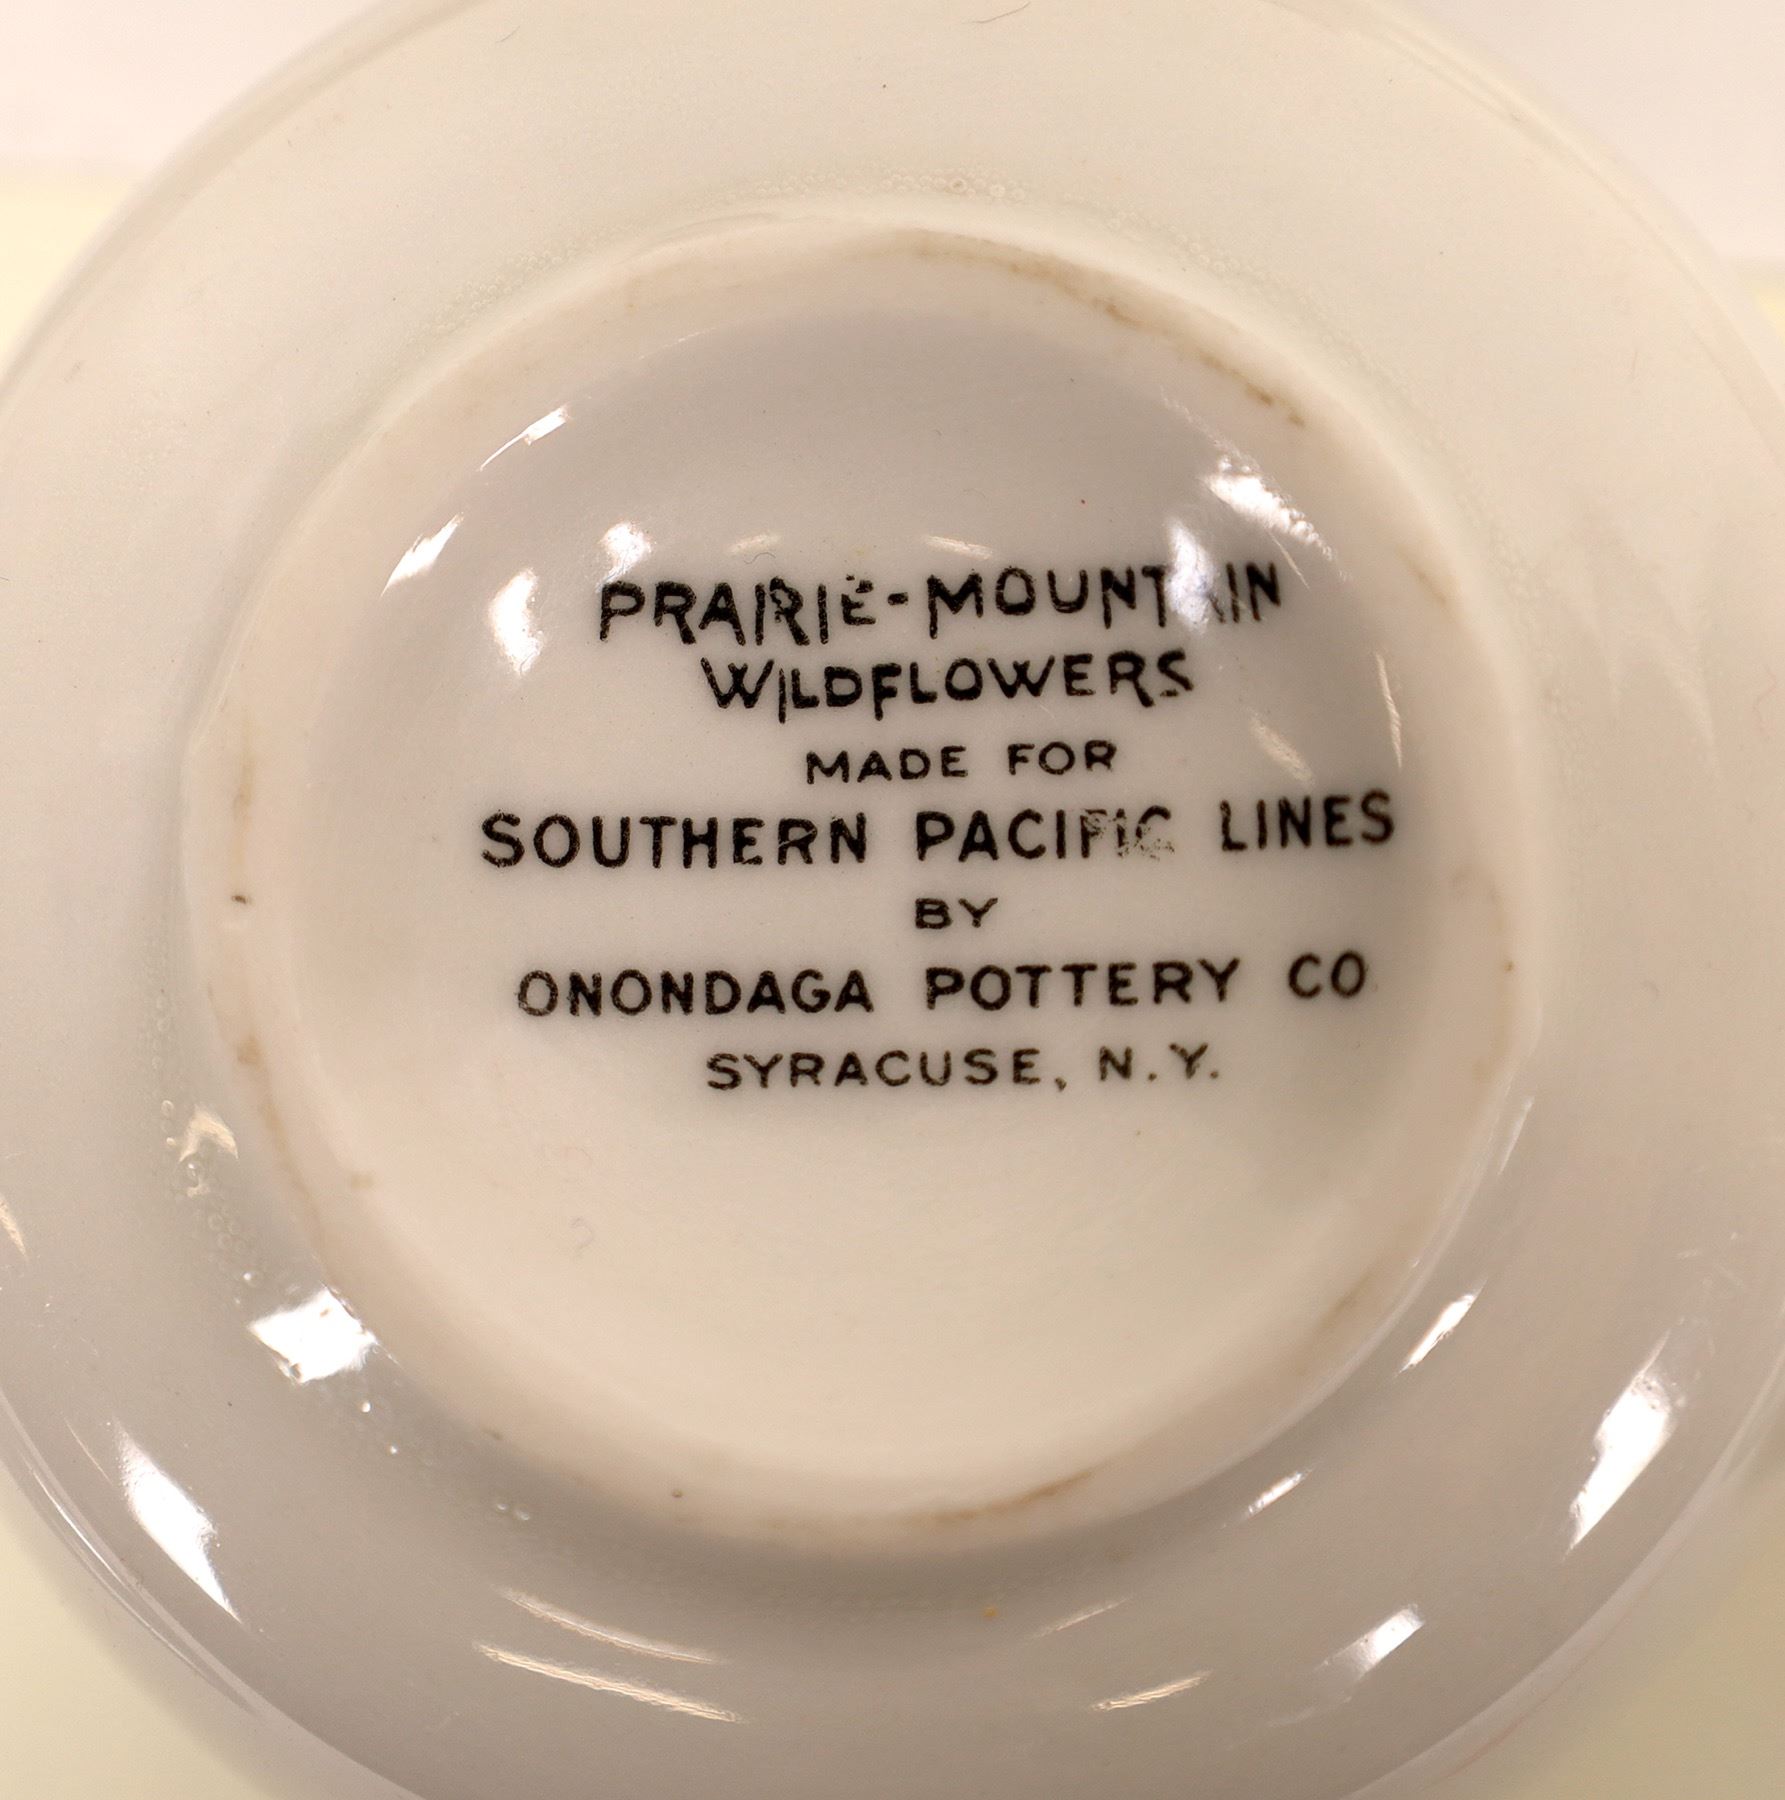 PRAIRIE-MOUNTAIN
WILDFLOWERS
MADE FOR
SOUTHERN PACIFIC LINES
BY
ONONDAGA POTTERY CO
SYRACUSE, N.Y.